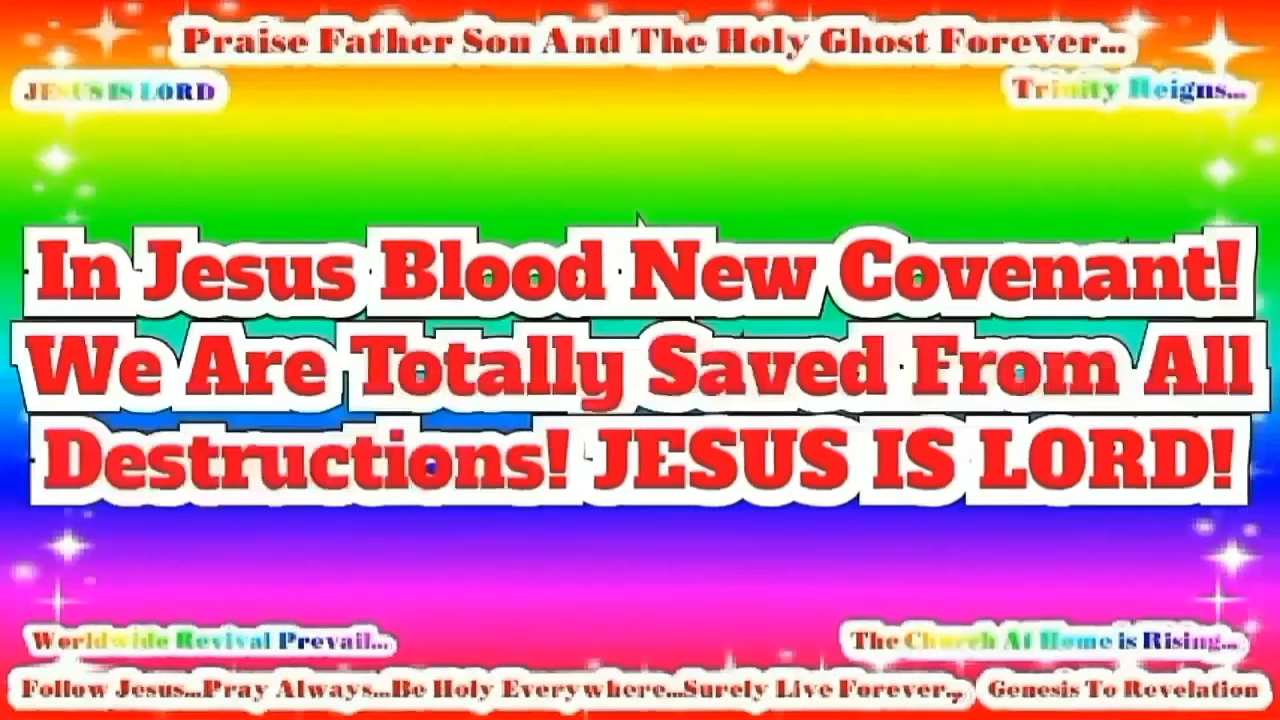 Praise Father Son And The Holy Ghost Forever...
JESUS IS LORD
Trinity Reigns...
In Jesus Blood New Covenant!
We Are Totally Saved From All
Destructions! JESUS IS LORD!
Worldwide Revival Prevail...
The Church At Home is Rising...
Follow Jesus...Pray Always...Be Holy Everywhere...Surely Live Forever.., Genesis To Revelation